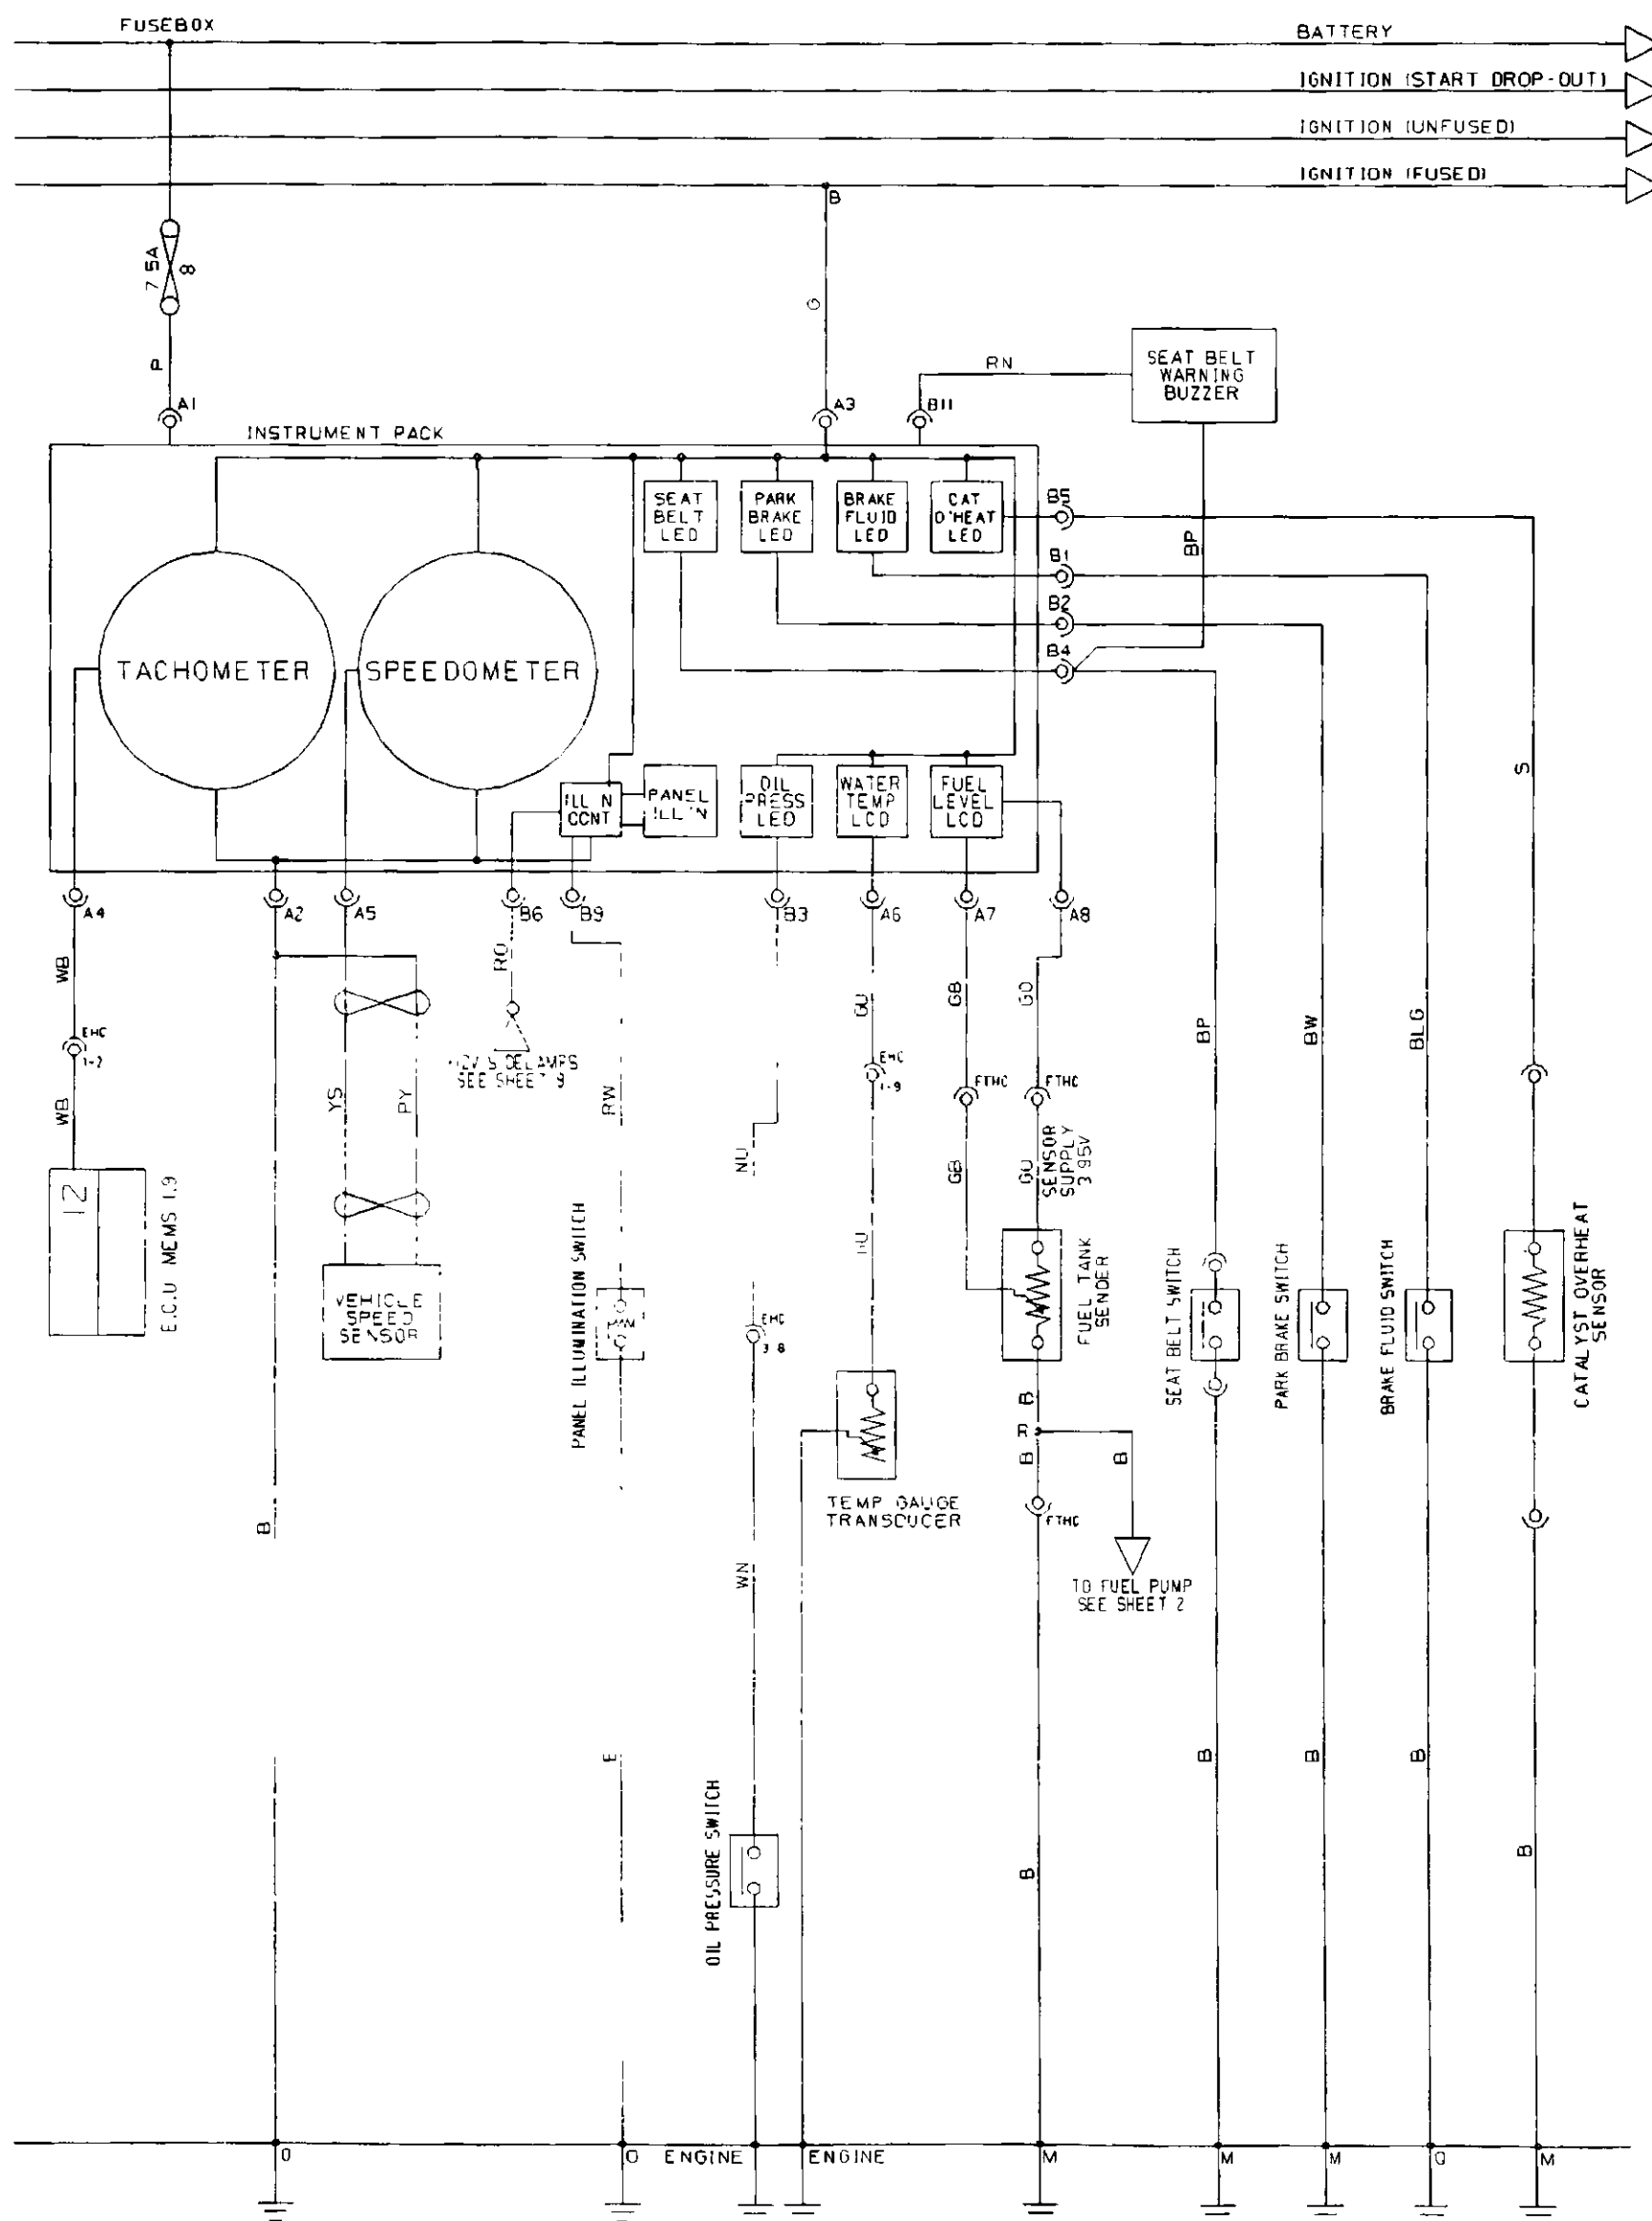 FUSEBOX
BATTERY
IGNITION (START DROP-OUT)
IGNITION (UNFUSED)
IGNITION (FUSED)
B
7 5A
8
P
G
A1
A3
B11
RN
SEAT BELT
WARNING
BUZZER
INSTRUMENT PACK
SEAT
BELT
LED
PARK
BRAKE
LED
BRAKE
FLUID
LED
CAT
O'HEAT
LED
B5
B1
B2
B4
BP
TACHOMETER
SPEEDOMETER
S
ILL N
PANEL
OIL
PRESS
LED
WATER
TEMP
LCD
FUEL
LEVEL
LCD
A4
A2
A5
B6
B9
B3
A6
A7
A8
WB
RO
GU
GB
BP
BW
BLG
EHC
1-2
SEE SHEET 9
EHC
1-9
FTHC
FTHC
WB
YS
PY
RW
NU
GB
GU
SENSOR
SUPPLY
3 95V
12
E.C.U MEMS 1.9
VEHICLE
SPEED
SENSOR
PANEL ILLUMINATION SWITCH
EHC
3 8
FUEL TANK
SENDER
SEAT BELT SWITCH
PARK BRAKE SWITCH
BRAKE FLUID SWITCH
CATALYST OVERHEAT
SENSOR
B
R
B
B
FTHC
TEMP GAUGE
TRANSDUCER
B
WN
TO FUEL PUMP
SEE SHEET 2
B
B
B
OIL PRESSURE SWITCH
B
B
O
O
ENGINE
ENGINE
M
M
M
Q
M